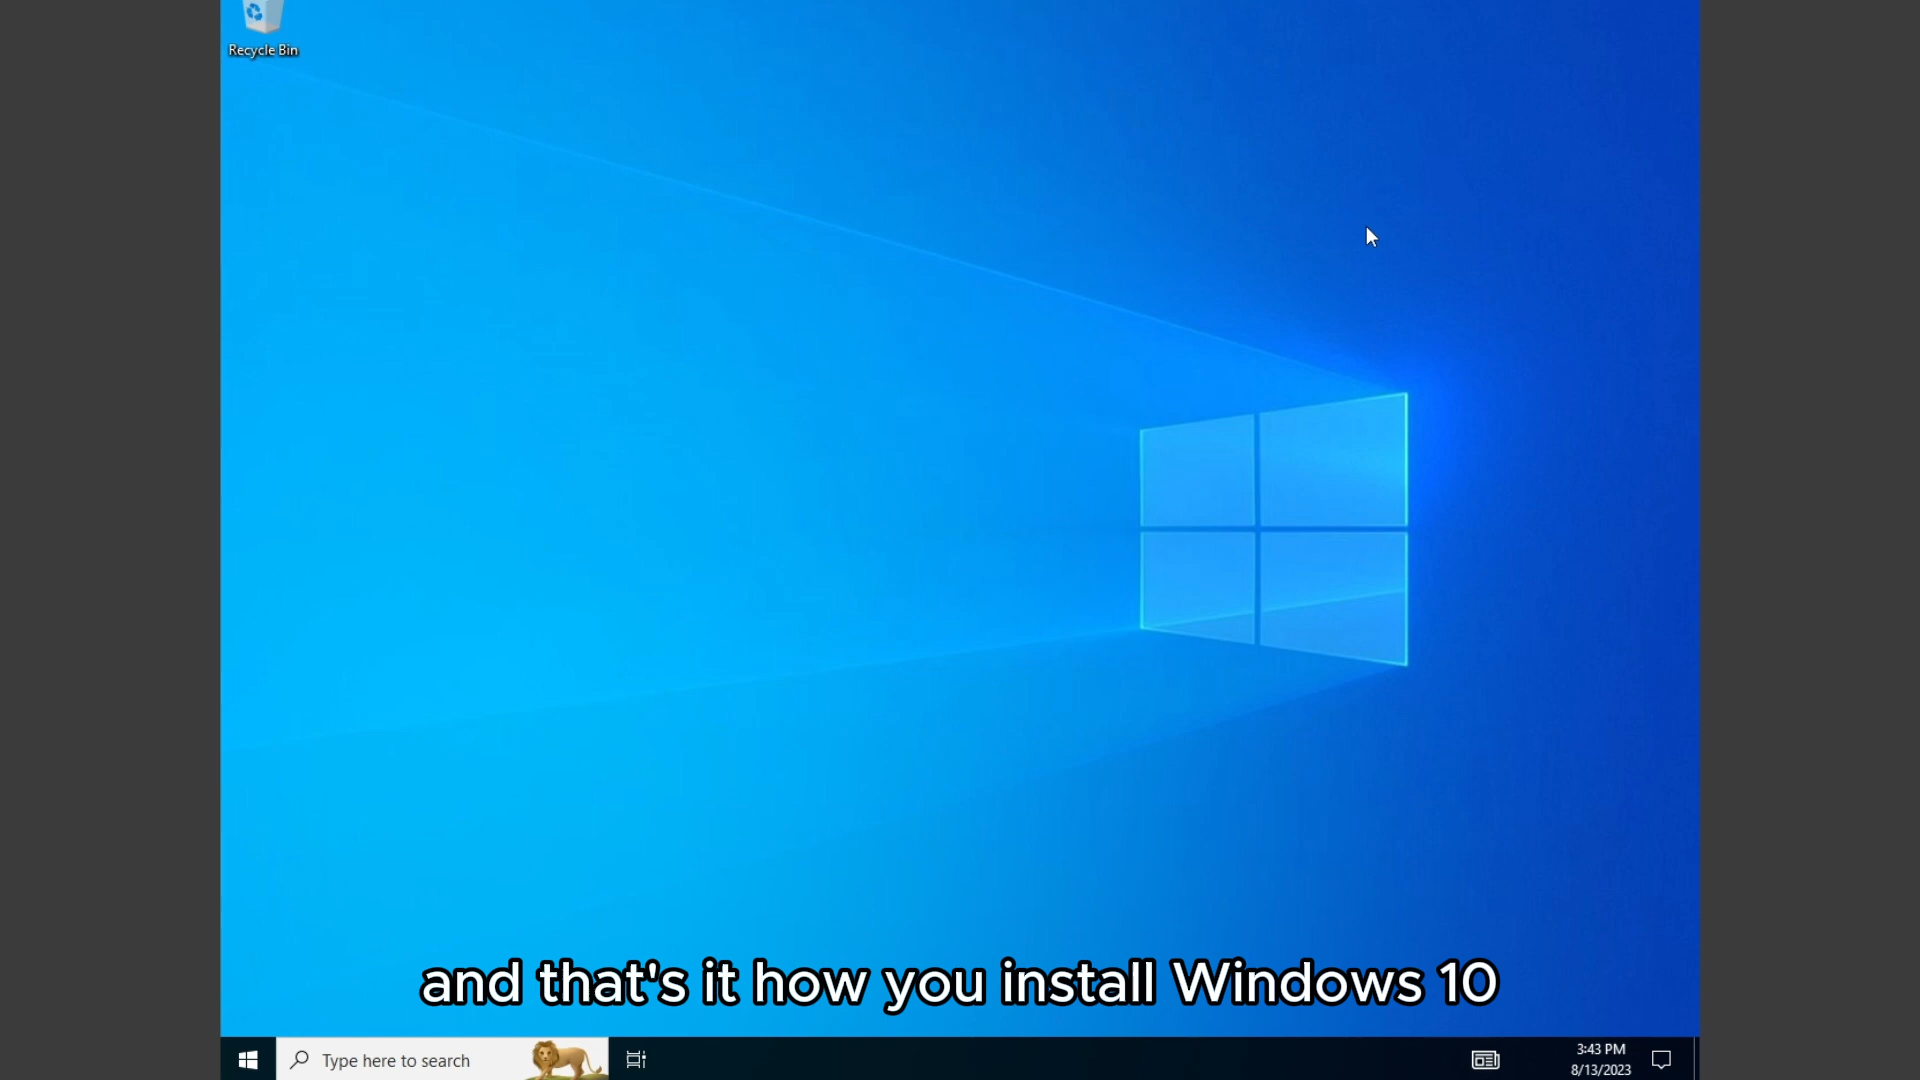 Recycle Bin
and that's it how you install Windows 10
Type here to search
3:43 PM
8/13/2023